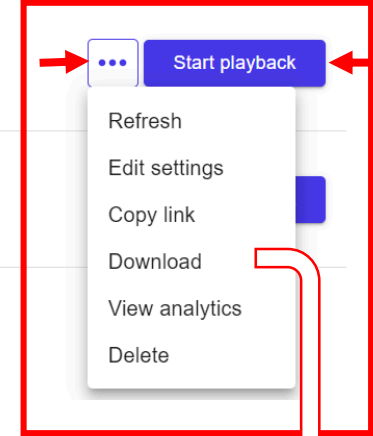 Start playback
Refresh
Edit settings
Copy link
Download
View analytics
Delete